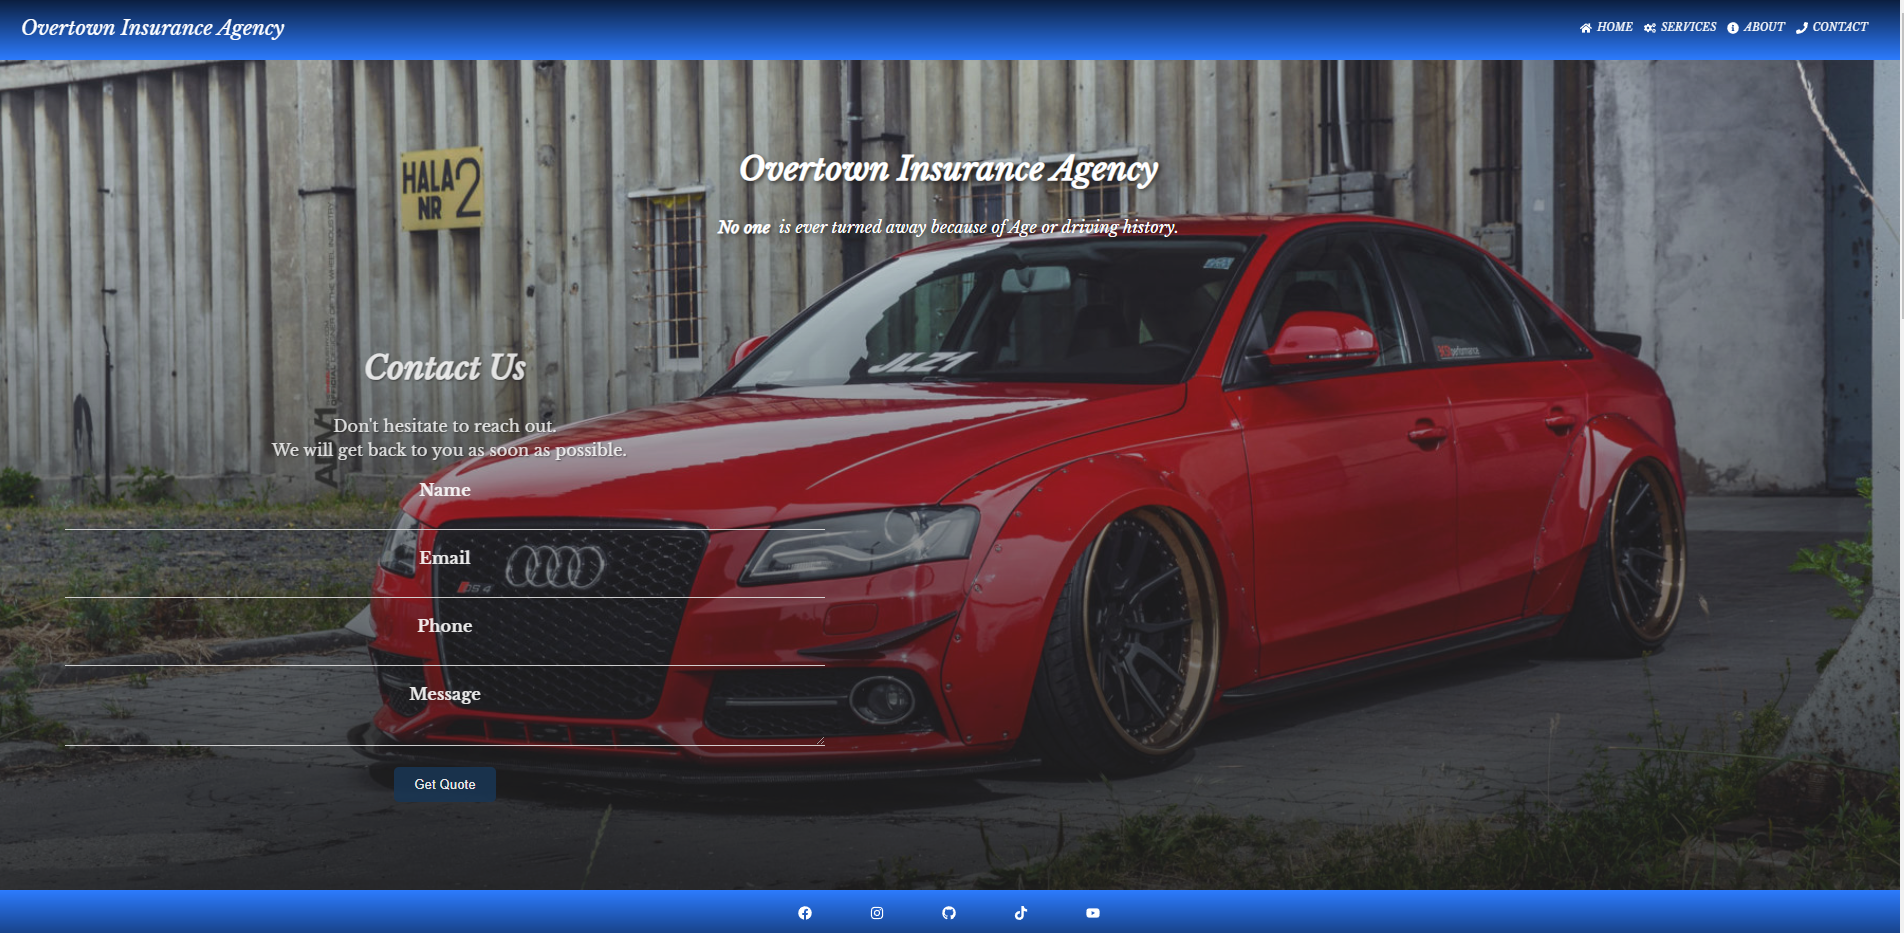 Overtown Insurance Agency
HOME SERVICES ABOUT CONTACT
HALA
NR 2
Overtown Insurance Agency
No one is ever turned away because of Age or driving history.
JLZ1
Contact Us
Don't hesitate to reach out.
We will get back to you as soon as possible.
Name
Email
Phone
Message
Get Quote